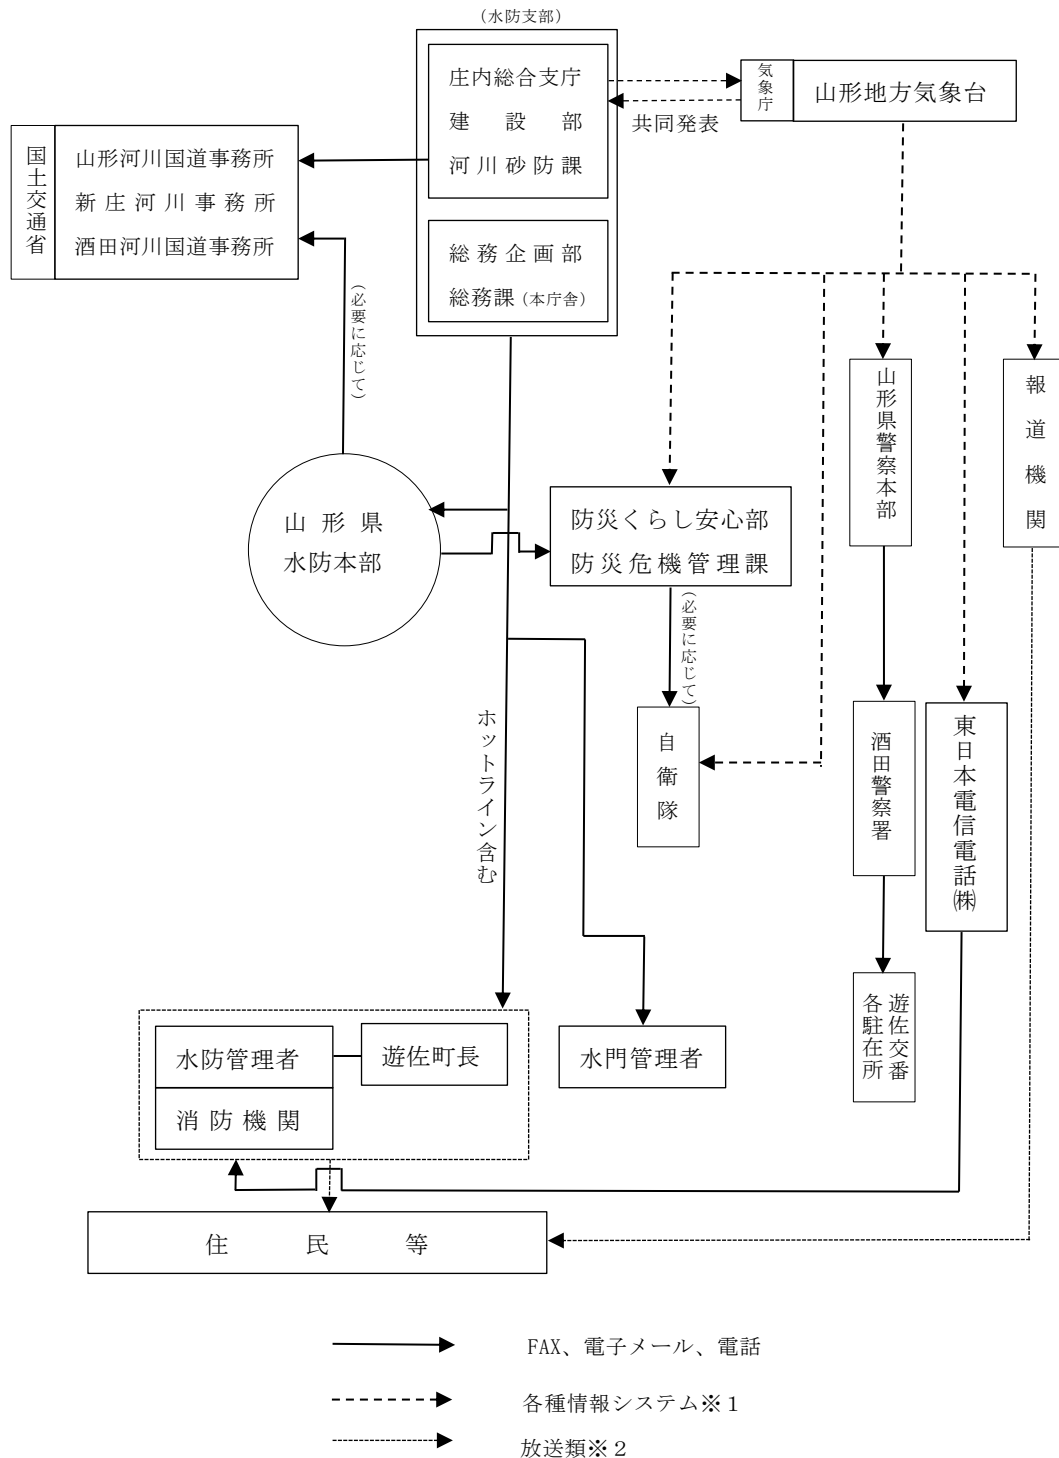 (水防支部)
庄内総合支庁
建設部
河川砂防課
総務企画部
総務課(本庁舎)
気象庁
山形地方気象台
共同発表
国土交通省
山形河川国道事務所
新庄河川事務所
酒田河川国道事務所
(必要に応じて)
山形県
水防本部
防災くらし安心部
防災危機管理課
(必要に応じて)
自衛隊
山形県警察本部
報道機関
酒田警察署
東日本電信電話㈱
ホットライン含む
遊佐交番
各駐在所
水防管理者
遊佐町長
消防機関
水門管理者
住民等
FAX、電子メール、電話
各種情報システム※1
放送類※2